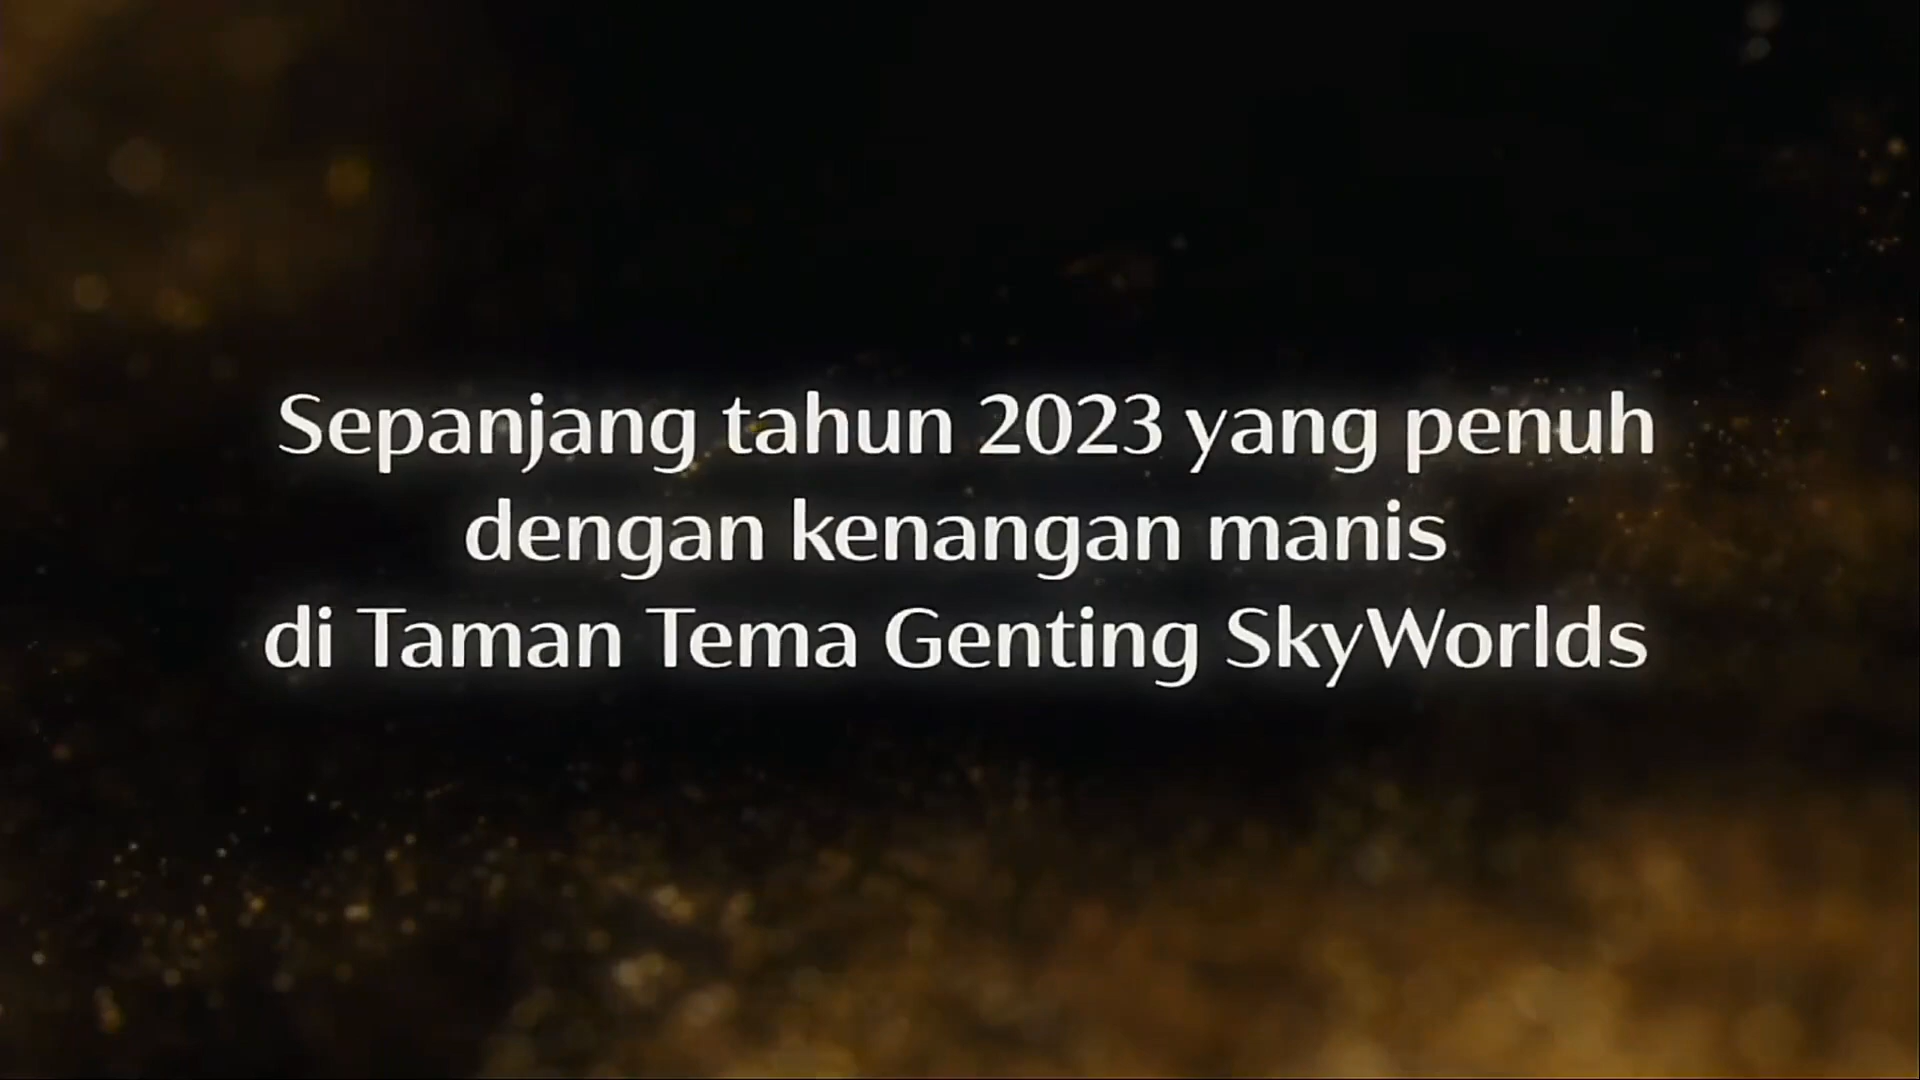 Sepanjang tahun 2023 yang penuh
dengan kenangan manis
di Taman Tema Genting SkyWorlds